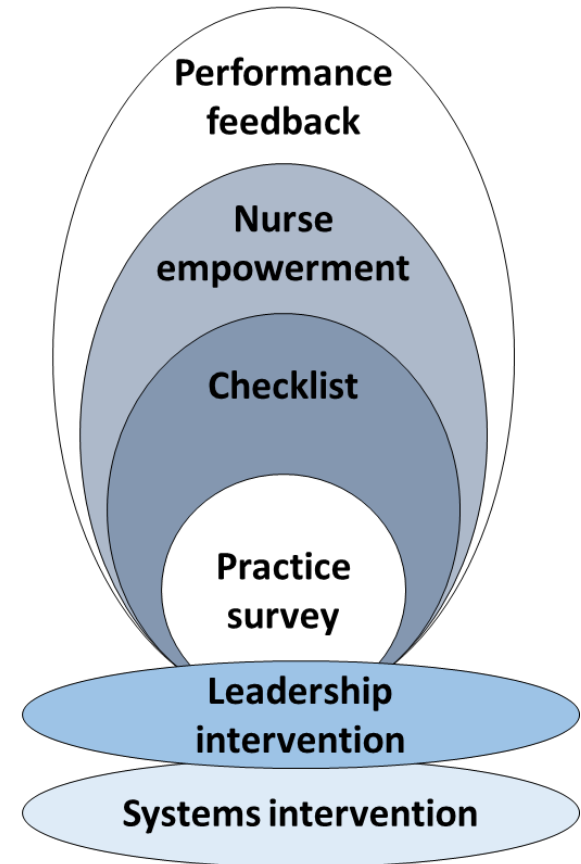 Performance
feedback
Nurse
empowerment
Checklist
Practice
survey
Leadership
intervention
Systems intervention